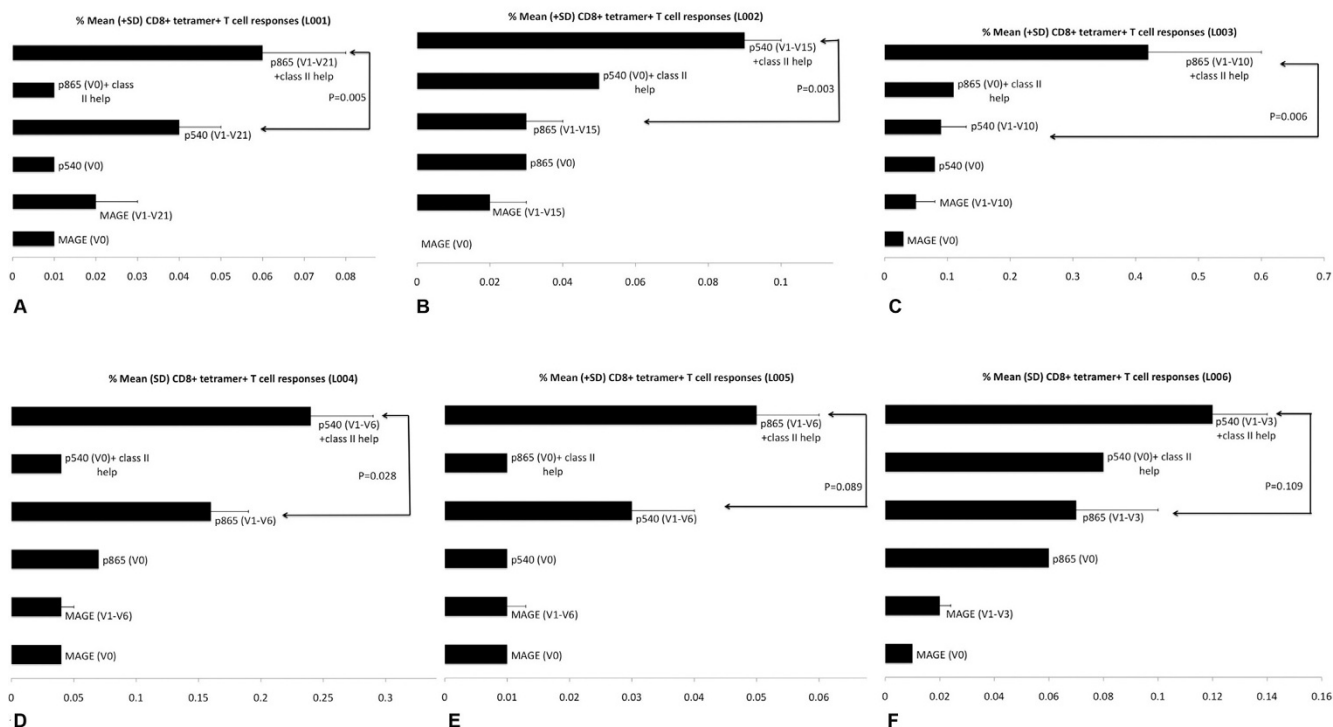 % Mean (+SD) CD8+ tetramer+ T cell responses (L001)
p865 (V1-V21)
+class II help
p865 (V0)+ class
II help
P=0.005
p540 (V1-V21)
p540 (V0)
MAGE (V1-V21)
MAGE (V0)
0 0.01 0.02 0.03 0.04 0.05 0.06 0.07 0.08
A
% Mean (+SD) CD8+ tetramer+ T cell responses (L002)
p540 (V1-V15)
+class II help
p540 (V0)+ class II
help
P=0.003
p865 (V1-V15)
p865 (V0)
MAGE (V1-V15)
MAGE (V0)
0 0.02 0.04 0.06 0.08 0.1
B
% Mean (+SD) CD8+ tetramer+ T cell responses (L003)
p865 (V1-V10)
+class II help
p865 (V0)+ class II
help
P=0.006
p540 (V1-V10)
p540 (V0)
MAGE (V1-V10)
MAGE (V0)
0 0.1 0.2 0.3 0.4 0.5 0.6 0.7
C
% Mean (SD) CD8+ tetramer+ T cell responses (L004)
p540 (V1-V6)
+class II help
p540 (V0)+ class II
help
P=0.028
p865 (V1-V6)
p865 (V0)
MAGE (V1-V6)
MAGE (V0)
0 0.05 0.1 0.15 0.2 0.25 0.3
D
% Mean (+SD) CD8+ tetramer+ T cell responses (L005)
p865 (V1-V6)
+class II help
p865 (V0)+ class II
help
P=0.089
p540 (V1-V6)
p540 (V0)
MAGE (V1-V6)
MAGE (V0)
0 0.01 0.02 0.03 0.04 0.05 0.06
E
% Mean (SD) CD8+ tetramer+ T cell responses (L006)
p540 (V1-V3)
+class II help
p540 (V0)+ class II
help
P=0.109
p865 (V1-V3)
p865 (V0)
MAGE (V1-V3)
MAGE (V0)
0 0.02 0.04 0.06 0.08 0.1 0.12 0.14 0.16
F